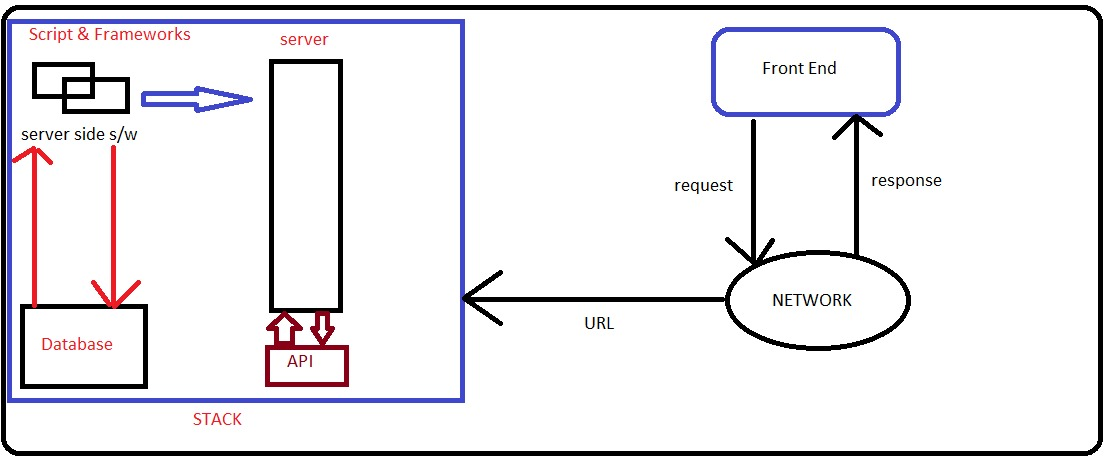 Script & Frameworks
server
Front End
server side s/w
request
response
NETWORK
URL
Database
API
STACK